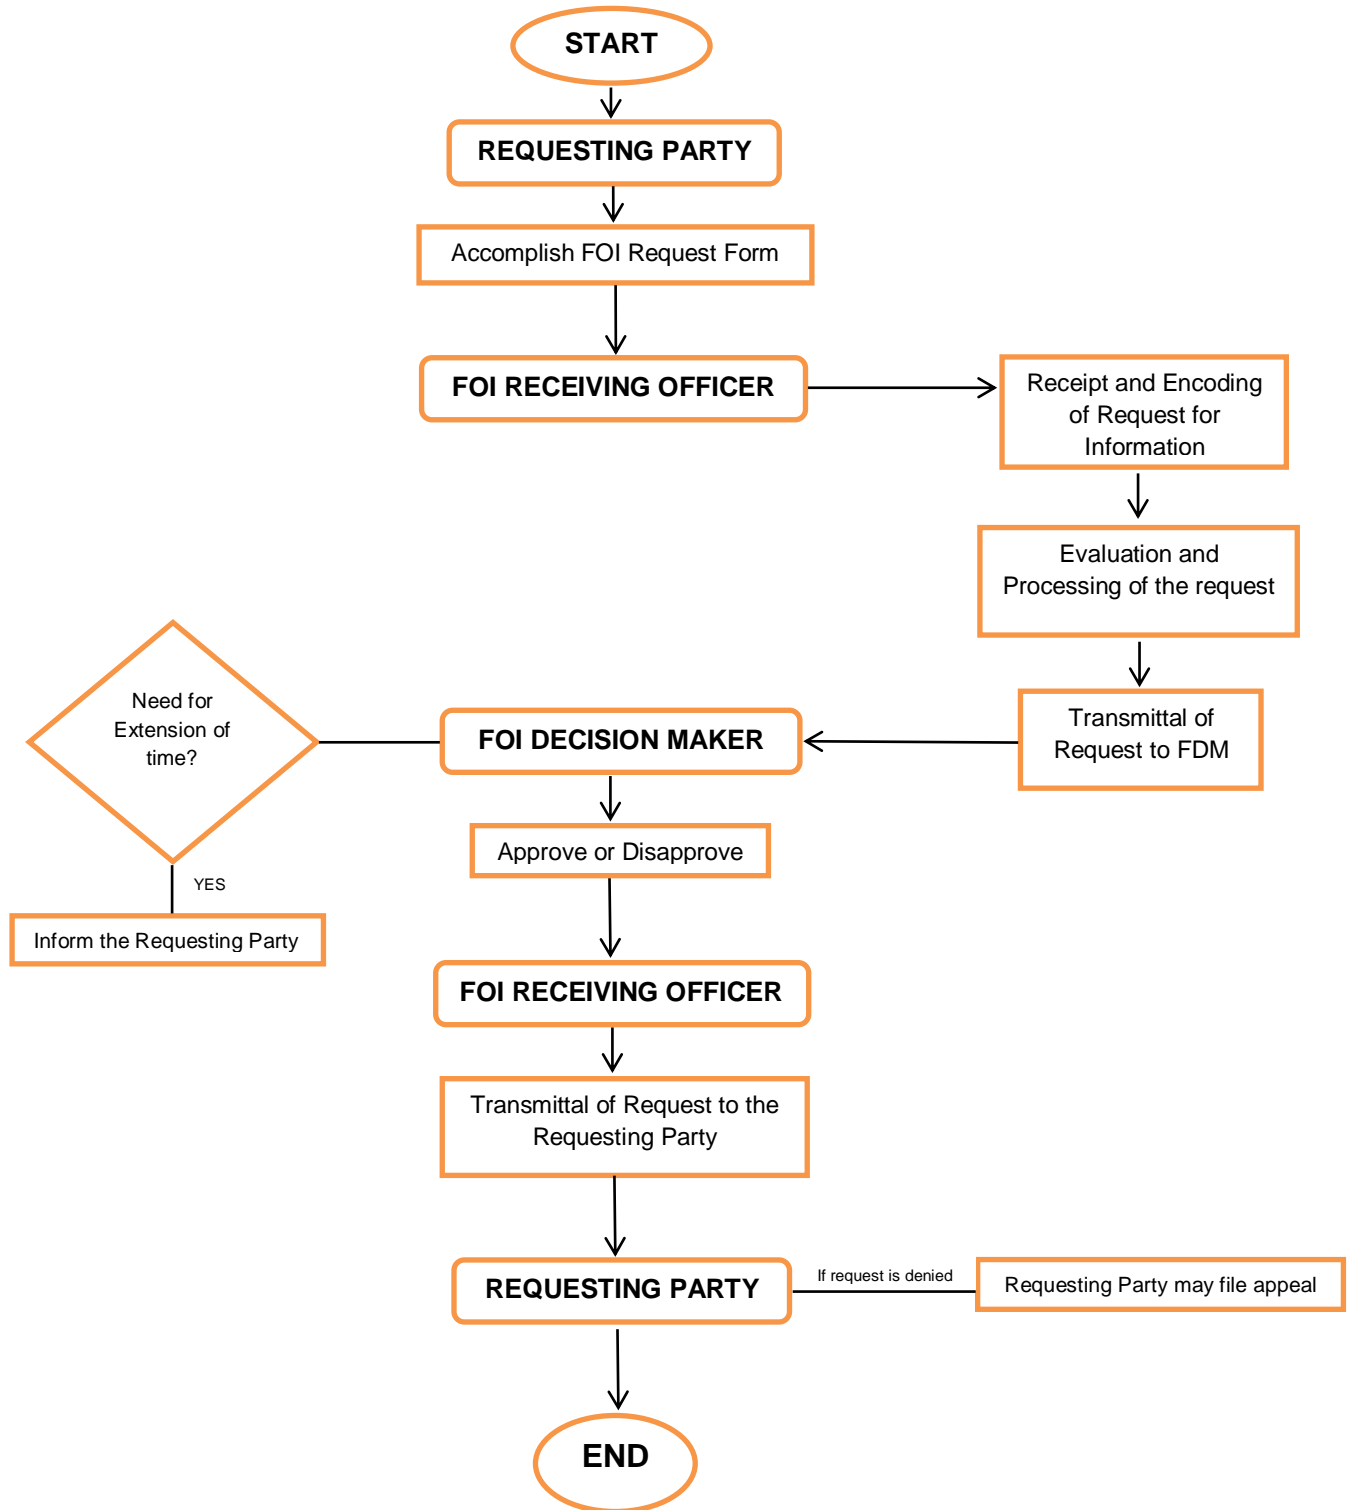 START
REQUESTING PARTY
Accomplish FOI Request Form
FOI RECEIVING OFFICER
Receipt and Encoding
of Request for
Information
Evaluation and
Processing of the request
Need for
Extension of
time?
FOI DECISION MAKER
Transmittal of
Request to FDM
Approve or Disapprove
YES
Inform the Requesting Party
FOI RECEIVING OFFICER
Transmittal of Request to the
Requesting Party
REQUESTING PARTY
If request is denied
Requesting Party may file appeal
END